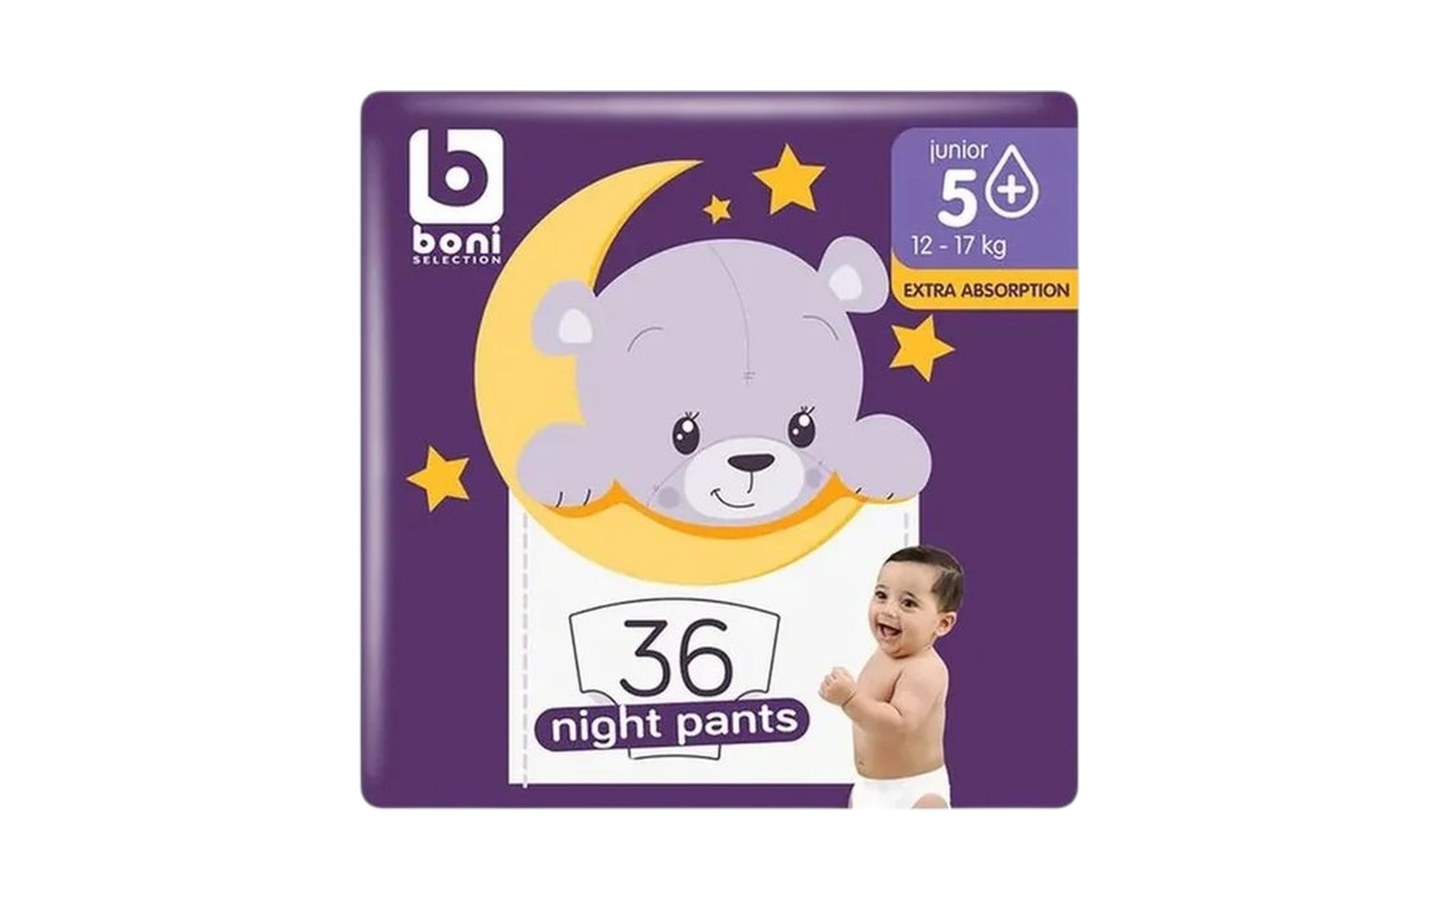 b
boni
SELECTION
junior
5+
12 - 17 kg
EXTRA ABSORPTION
36
night pants